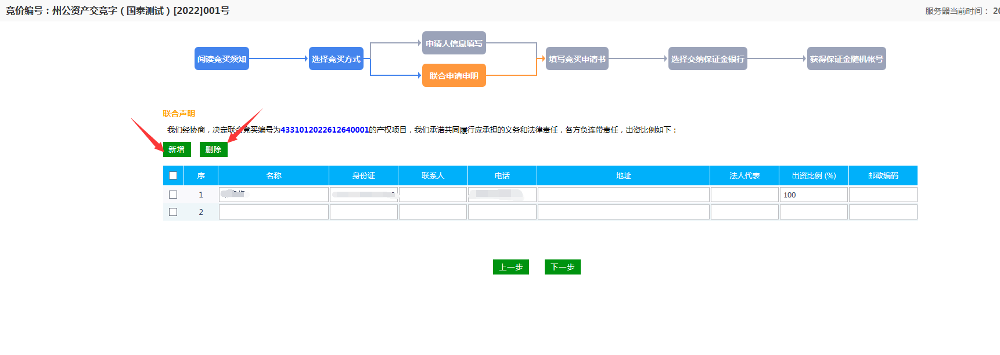 竞价编号：州公资产交竞字（国泰测试）[2022]001号
服务器当前时间： 20
阅读竞买须知
选择竞买方式
申请人信息填写
联合申请申明
填写竞买申请书
选择交纳保证金银行
获得保证金随机帐号
联合声明
我们经协商，决定联合竞买编号为4331012022612640001的产权项目，我们承诺共同履行应承担的义务和法律责任，各方负连带责任，出资比例如下：
新增 删除
序 名称 身份证 联系人 电话 地址 法人代表 出资比例 (%) 邮政编码
1 100
2
上一步 下一步